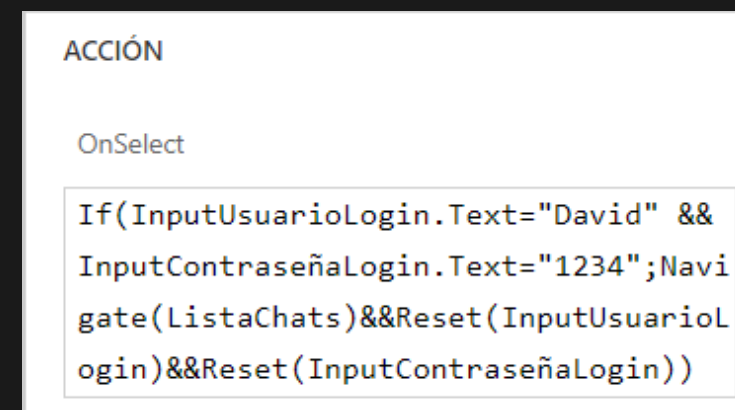 ACCIÓN
OnSelect
If(InputUsuarioLogin.Text="David" &&
InputContraseñaLogin.Text="1234";Navi
gate(ListaChats)&&Reset(InputUsuarioL
ogin)&&Reset(InputContraseñaLogin))